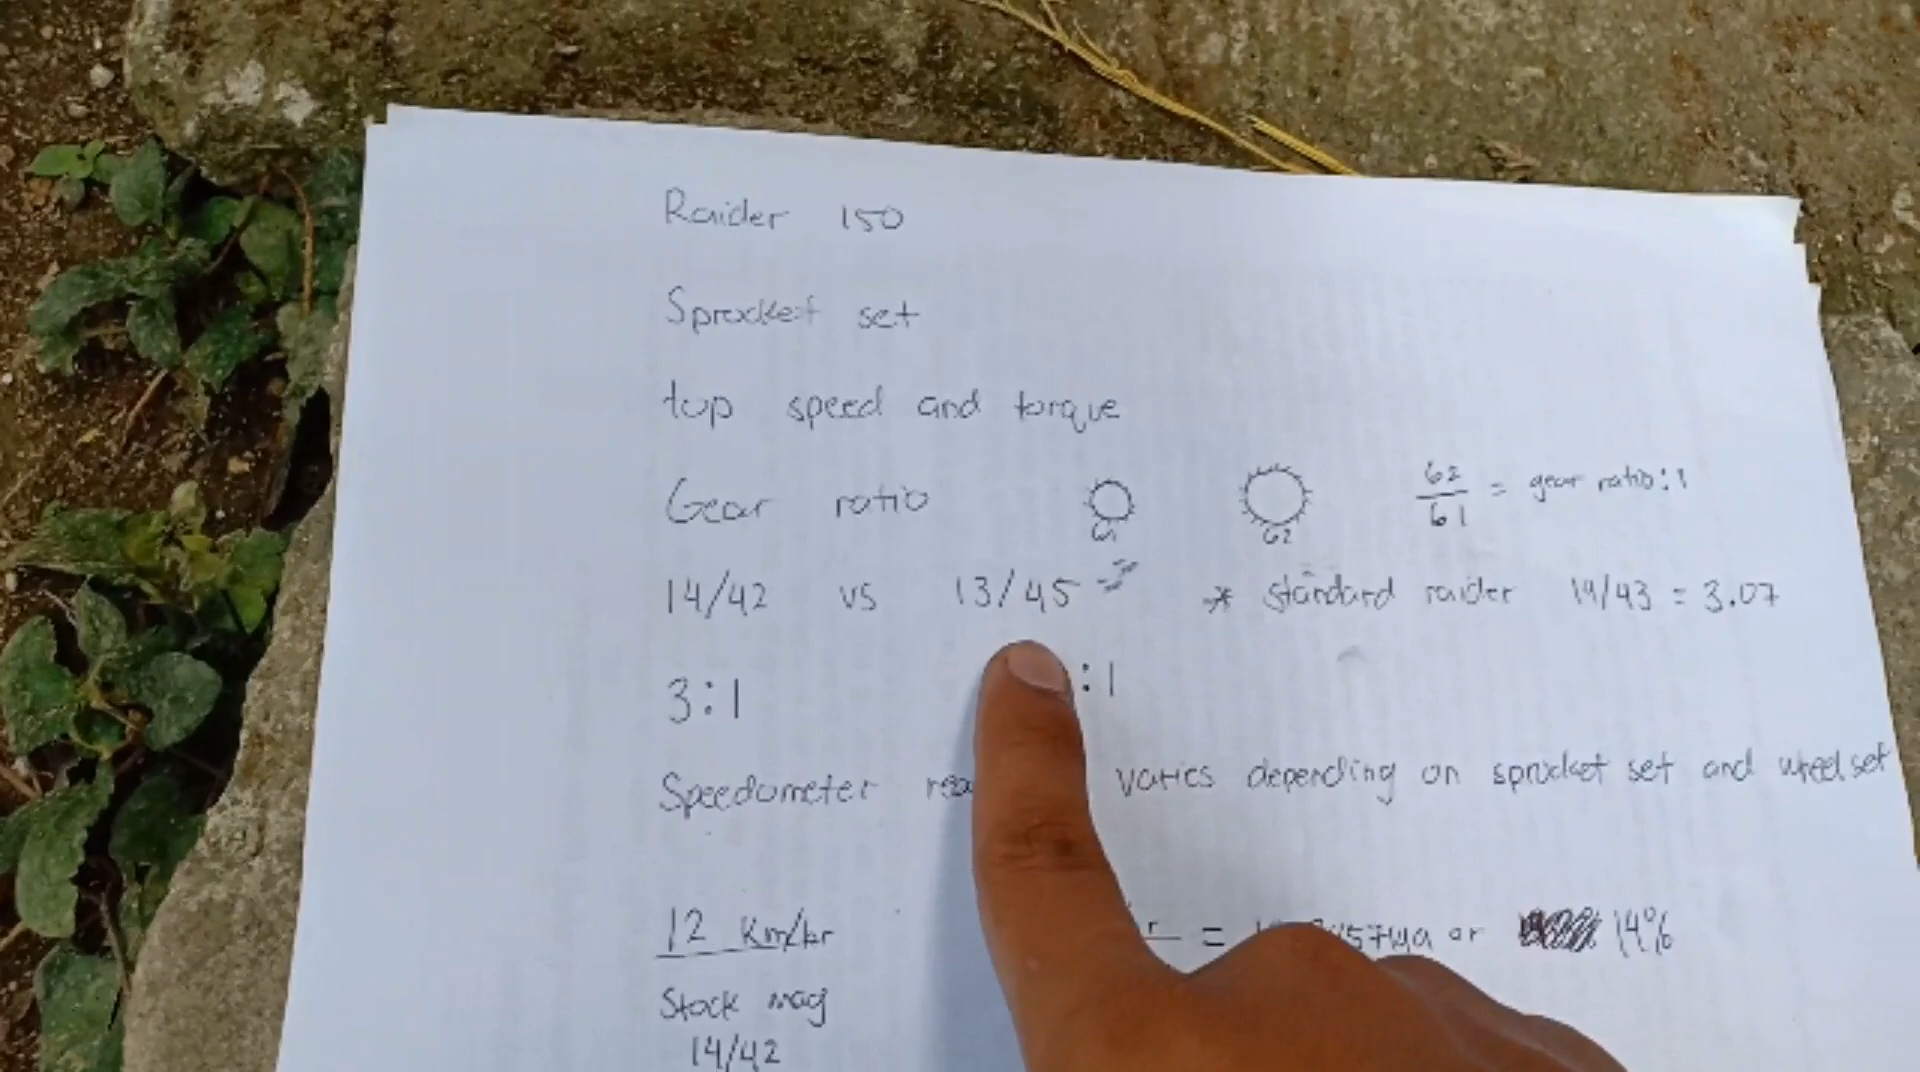 Raider 150
Sprocket set
top speed and torque
Gear ratio G1 G2 G2/G1 = gear ratio:1
14/42 vs 13/45 * standard raider 14/43 = 3.07
3:1 :1
Speedometer varies depending on sprocket set and wheel set
12 Km/hr = or 14%
Stock mag
14/42